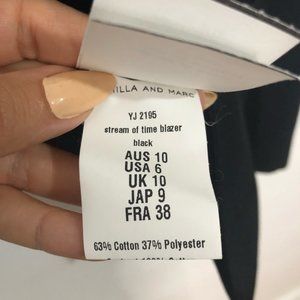 ILLA AND MARC
YJ 2195
stream of time blazer
black
AUS 10
USA 6
UK 10
JAP 9
FRA 38
63% Cotton 37% Polyester